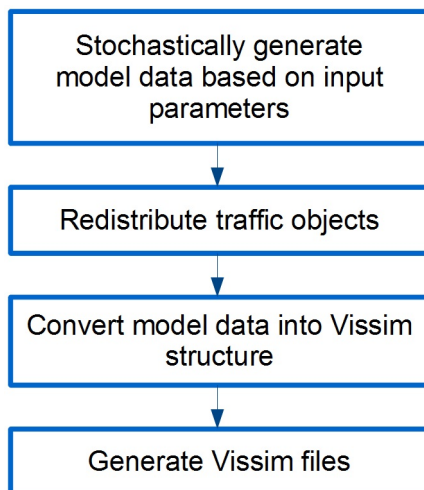 Stochastically generate
model data based on input
parameters
Redistribute traffic objects
Convert model data into Vissim
structure
Generate Vissim files